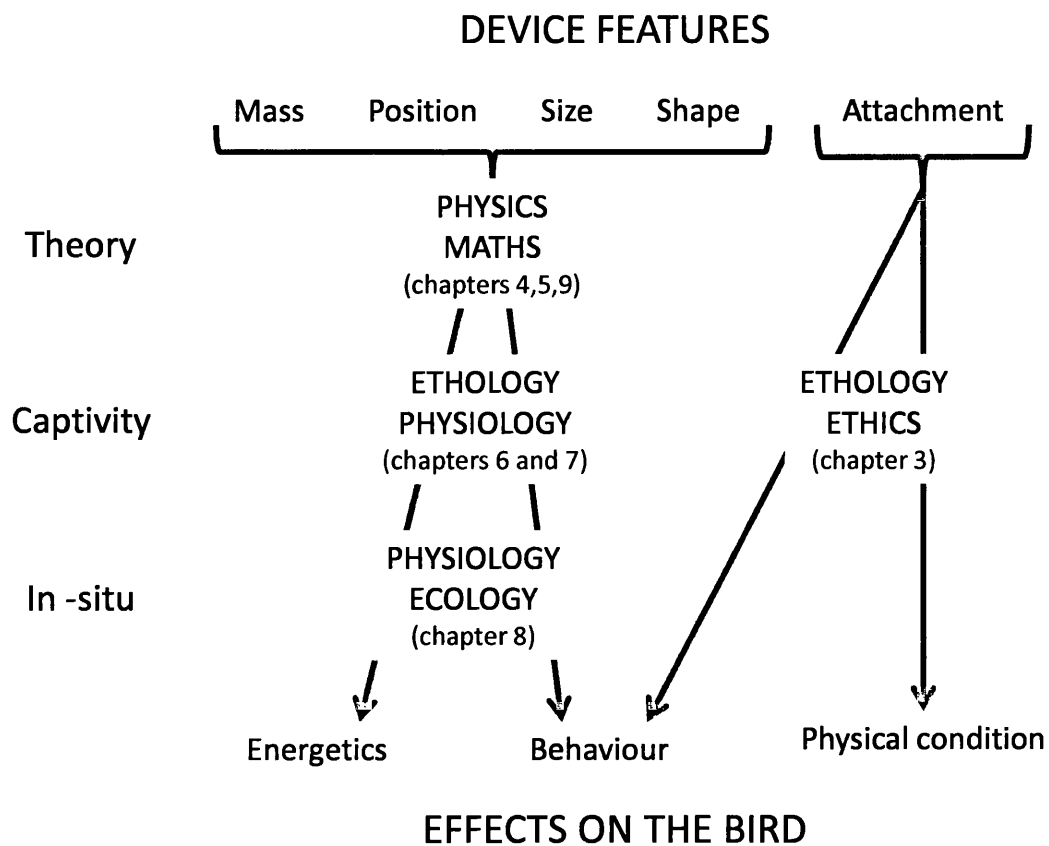 DEVICE FEATURES
Mass Position Size Shape Attachment
PHYSICS
Theory MATHS
(chapters 4,5,9)
ETHOLOGY ETHOLOGY
Captivity PHYSIOLOGY ETHICS
(chapters 6 and 7) (chapter 3)
PHYSIOLOGY
In -situ ECOLOGY
(chapter 8)
Energetics Behaviour Physical condition
EFFECTS ON THE BIRD